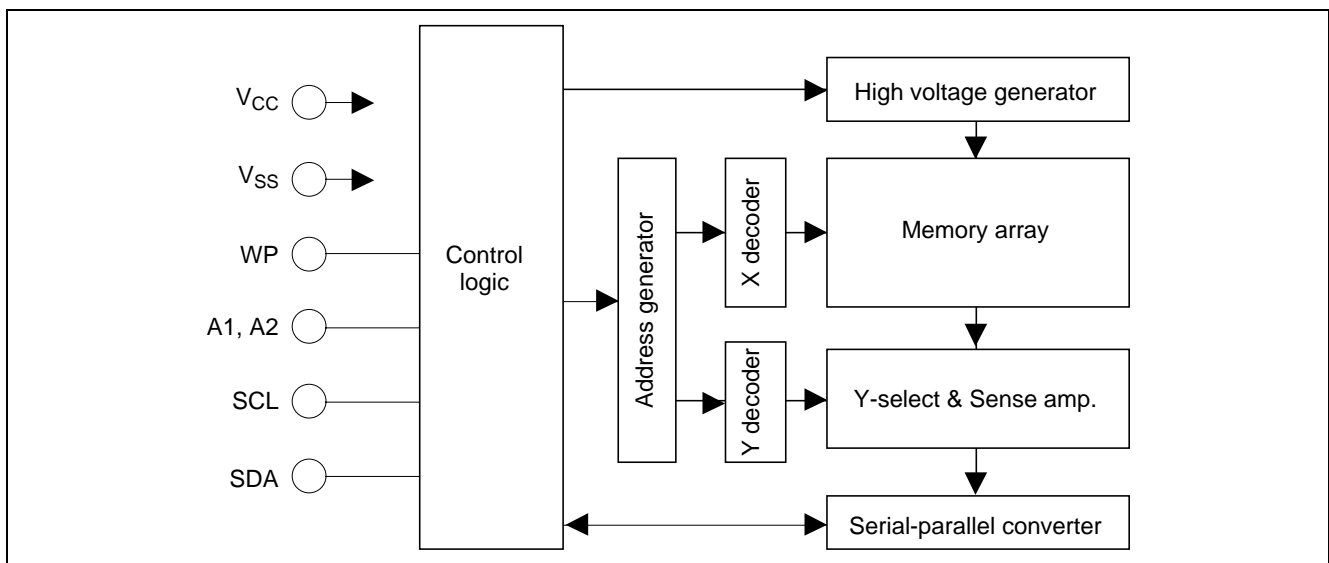 VCC
VSS
WP
A1, A2
SCL
SDA
Control
logic
Address generator
X decoder
Y decoder
High voltage generator
Memory array
Y-select & Sense amp.
Serial-parallel converter